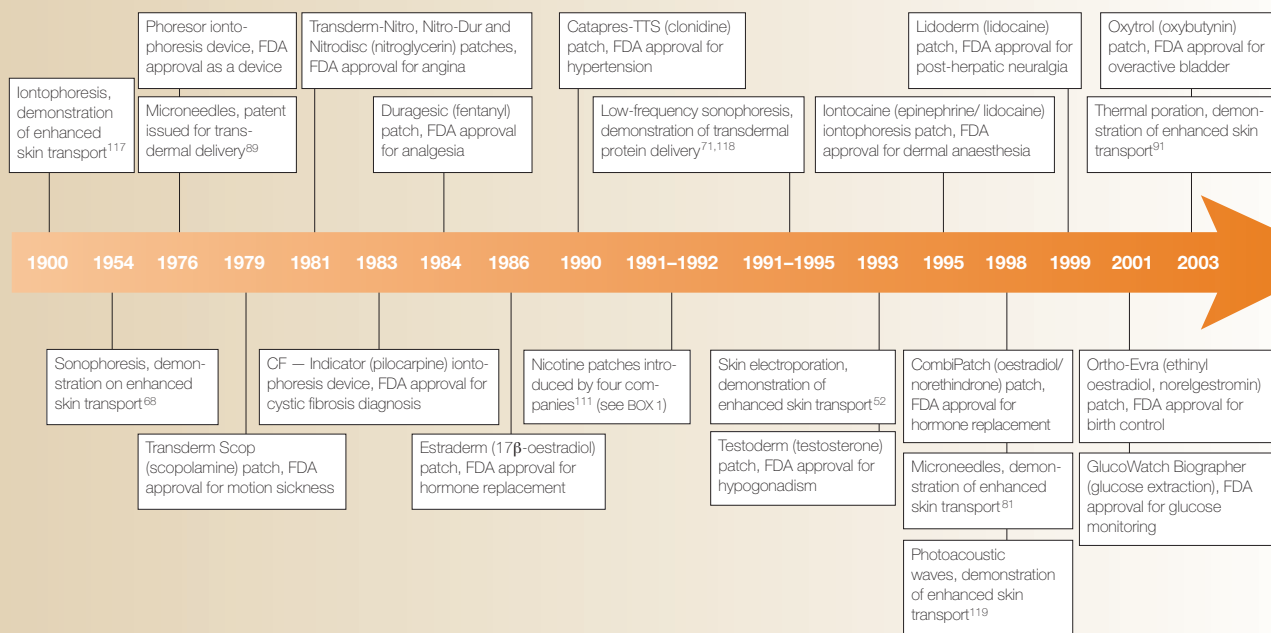 Phoresor ionto-
phoresis device, FDA
approval as a device
Transderm-Nitro, Nitro-Dur and
Nitrodisc (nitroglycerin) patches,
FDA approval for angina
Catapres-TTS (clonidine)
patch, FDA approval for
hypertension
Lidoderm (lidocaine)
patch, FDA approval for
post-herpatic neuralgia
Oxytrol (oxybutynin)
patch, FDA approval for
overactive bladder
Iontophoresis,
demonstration
of enhanced
skin transport117
Microneedles, patent
issued for trans-
dermal delivery89
Duragesic (fentanyl)
patch, FDA approval
for analgesia
Low-frequency sonophoresis,
demonstration of transdermal
protein delivery71,118
Iontocaine (epinephrine/ lidocaine)
iontophoresis patch, FDA
approval for dermal anaesthesia
Thermal poration, demon-
stration of enhanced skin
transport91
1900 1954 1976 1979 1981 1983 1984 1986 1990 1991–1992 1991–1995 1993 1995 1998 1999 2001 2003
Sonophoresis, demon-
stration on enhanced
skin transport68
CF — Indicator (pilocarpine) ionto-
phoresis device, FDA approval for
cystic fibrosis diagnosis
Nicotine patches intro-
duced by four com-
panies111 (see BOX 1)
Skin electroporation,
demonstration of
enhanced skin transport52
CombiPatch (oestradiol/
norethindrone) patch,
FDA approval for
hormone replacement
Ortho-Evra (ethinyl
oestradiol, norelgestromin)
patch, FDA approval for
birth control
Transderm Scop
(scopolamine) patch, FDA
approval for motion sickness
Estraderm (17β-oestradiol)
patch, FDA approval for
hormone replacement
Testoderm (testosterone)
patch, FDA approval for
hypogonadism
Microneedles, demon-
stration of enhanced
skin transport81
GlucoWatch Biographer
(glucose extraction), FDA
approval for glucose
monitoring
Photoacoustic
waves, demonstration
of enhanced skin
transport119